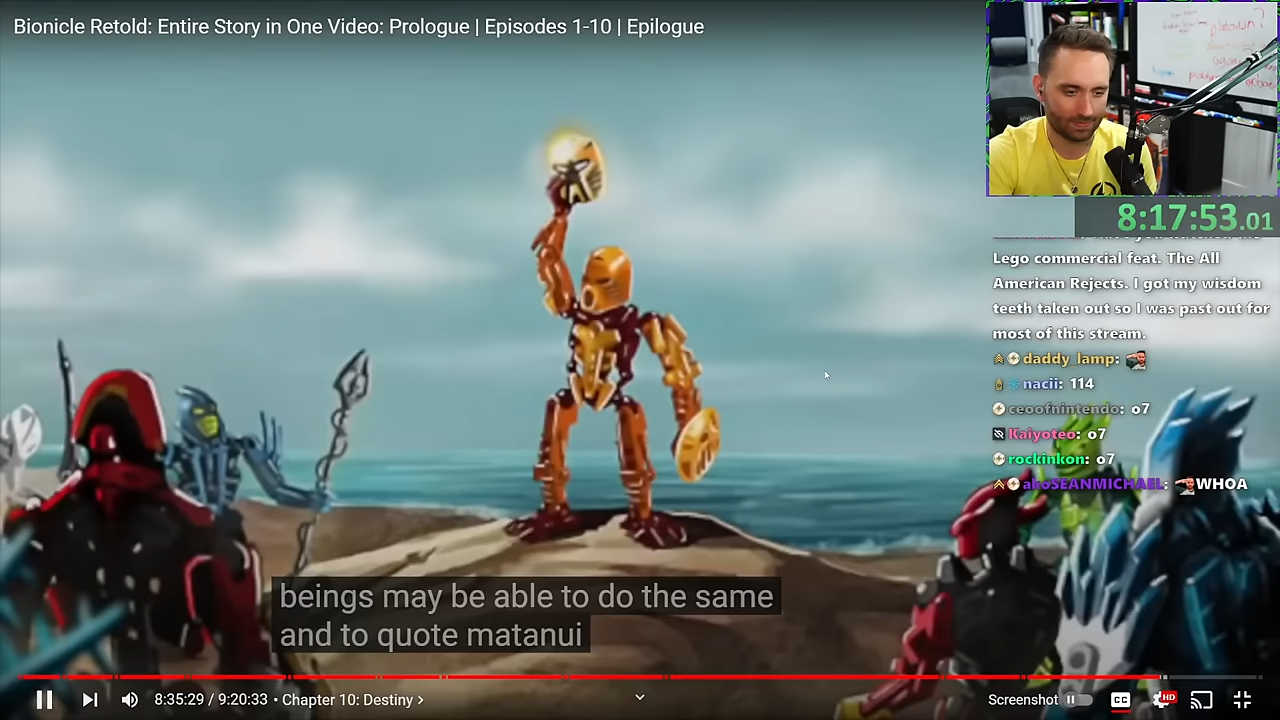 Bionicle Retold: Entire Story in One Video: Prologue | Episodes 1-10 | Epilogue
8:17:53.01
Lego commercial feat. The All
American Rejects. I got my wisdom
teeth taken out so I was past out for
most of this stream.
daddy_lamp:
nacii: 114
ceoofnintendo: o7
Kaiyoteo: o7
rockinkon: o7
akoSEANMICHAEL: WHOA
beings may be able to do the same
and to quote matanui
8:35:29 / 9:20:33 • Chapter 10: Destiny ›
Screenshot
CC
HD